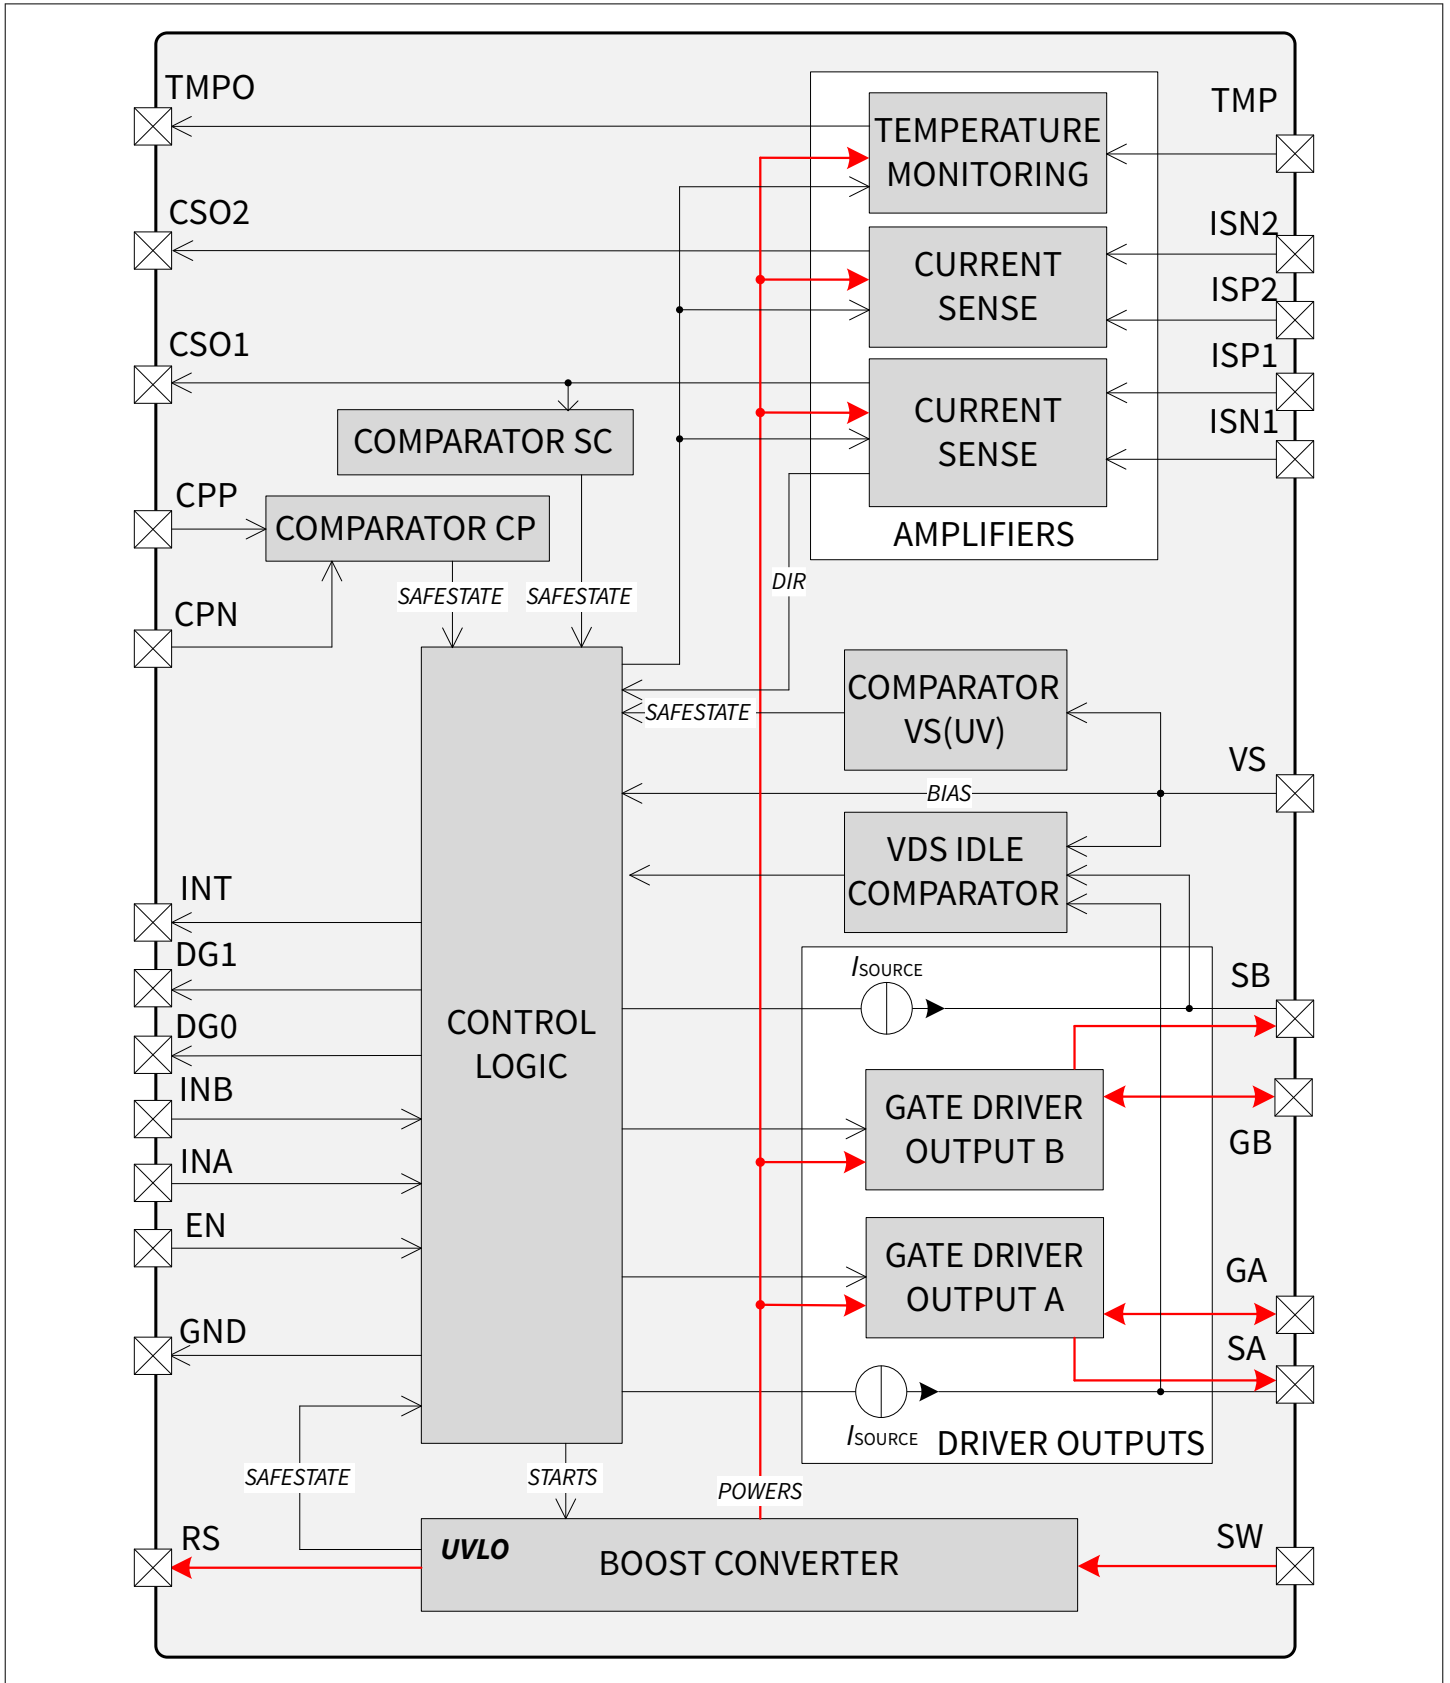 TMPO
TMP
TEMPERATURE
MONITORING
CSO2
ISN2
CURRENT
SENSE
ISP2
CSO1
ISP1
CURRENT
SENSE
ISN1
COMPARATOR SC
CPP
COMPARATOR CP
AMPLIFIERS
SAFESTATE
SAFESTATE
DIR
CPN
COMPARATOR
VS(UV)
SAFESTATE
VS
BIAS
VDS IDLE
COMPARATOR
INT
DG1
ISOURCE
SB
DG0
CONTROL
LOGIC
INB
GATE DRIVER
OUTPUT B
GB
INA
EN
GATE DRIVER
OUTPUT A
GA
GND
SA
ISOURCE
DRIVER OUTPUTS
SAFESTATE
STARTS
POWERS
RS
UVLO
BOOST CONVERTER
SW